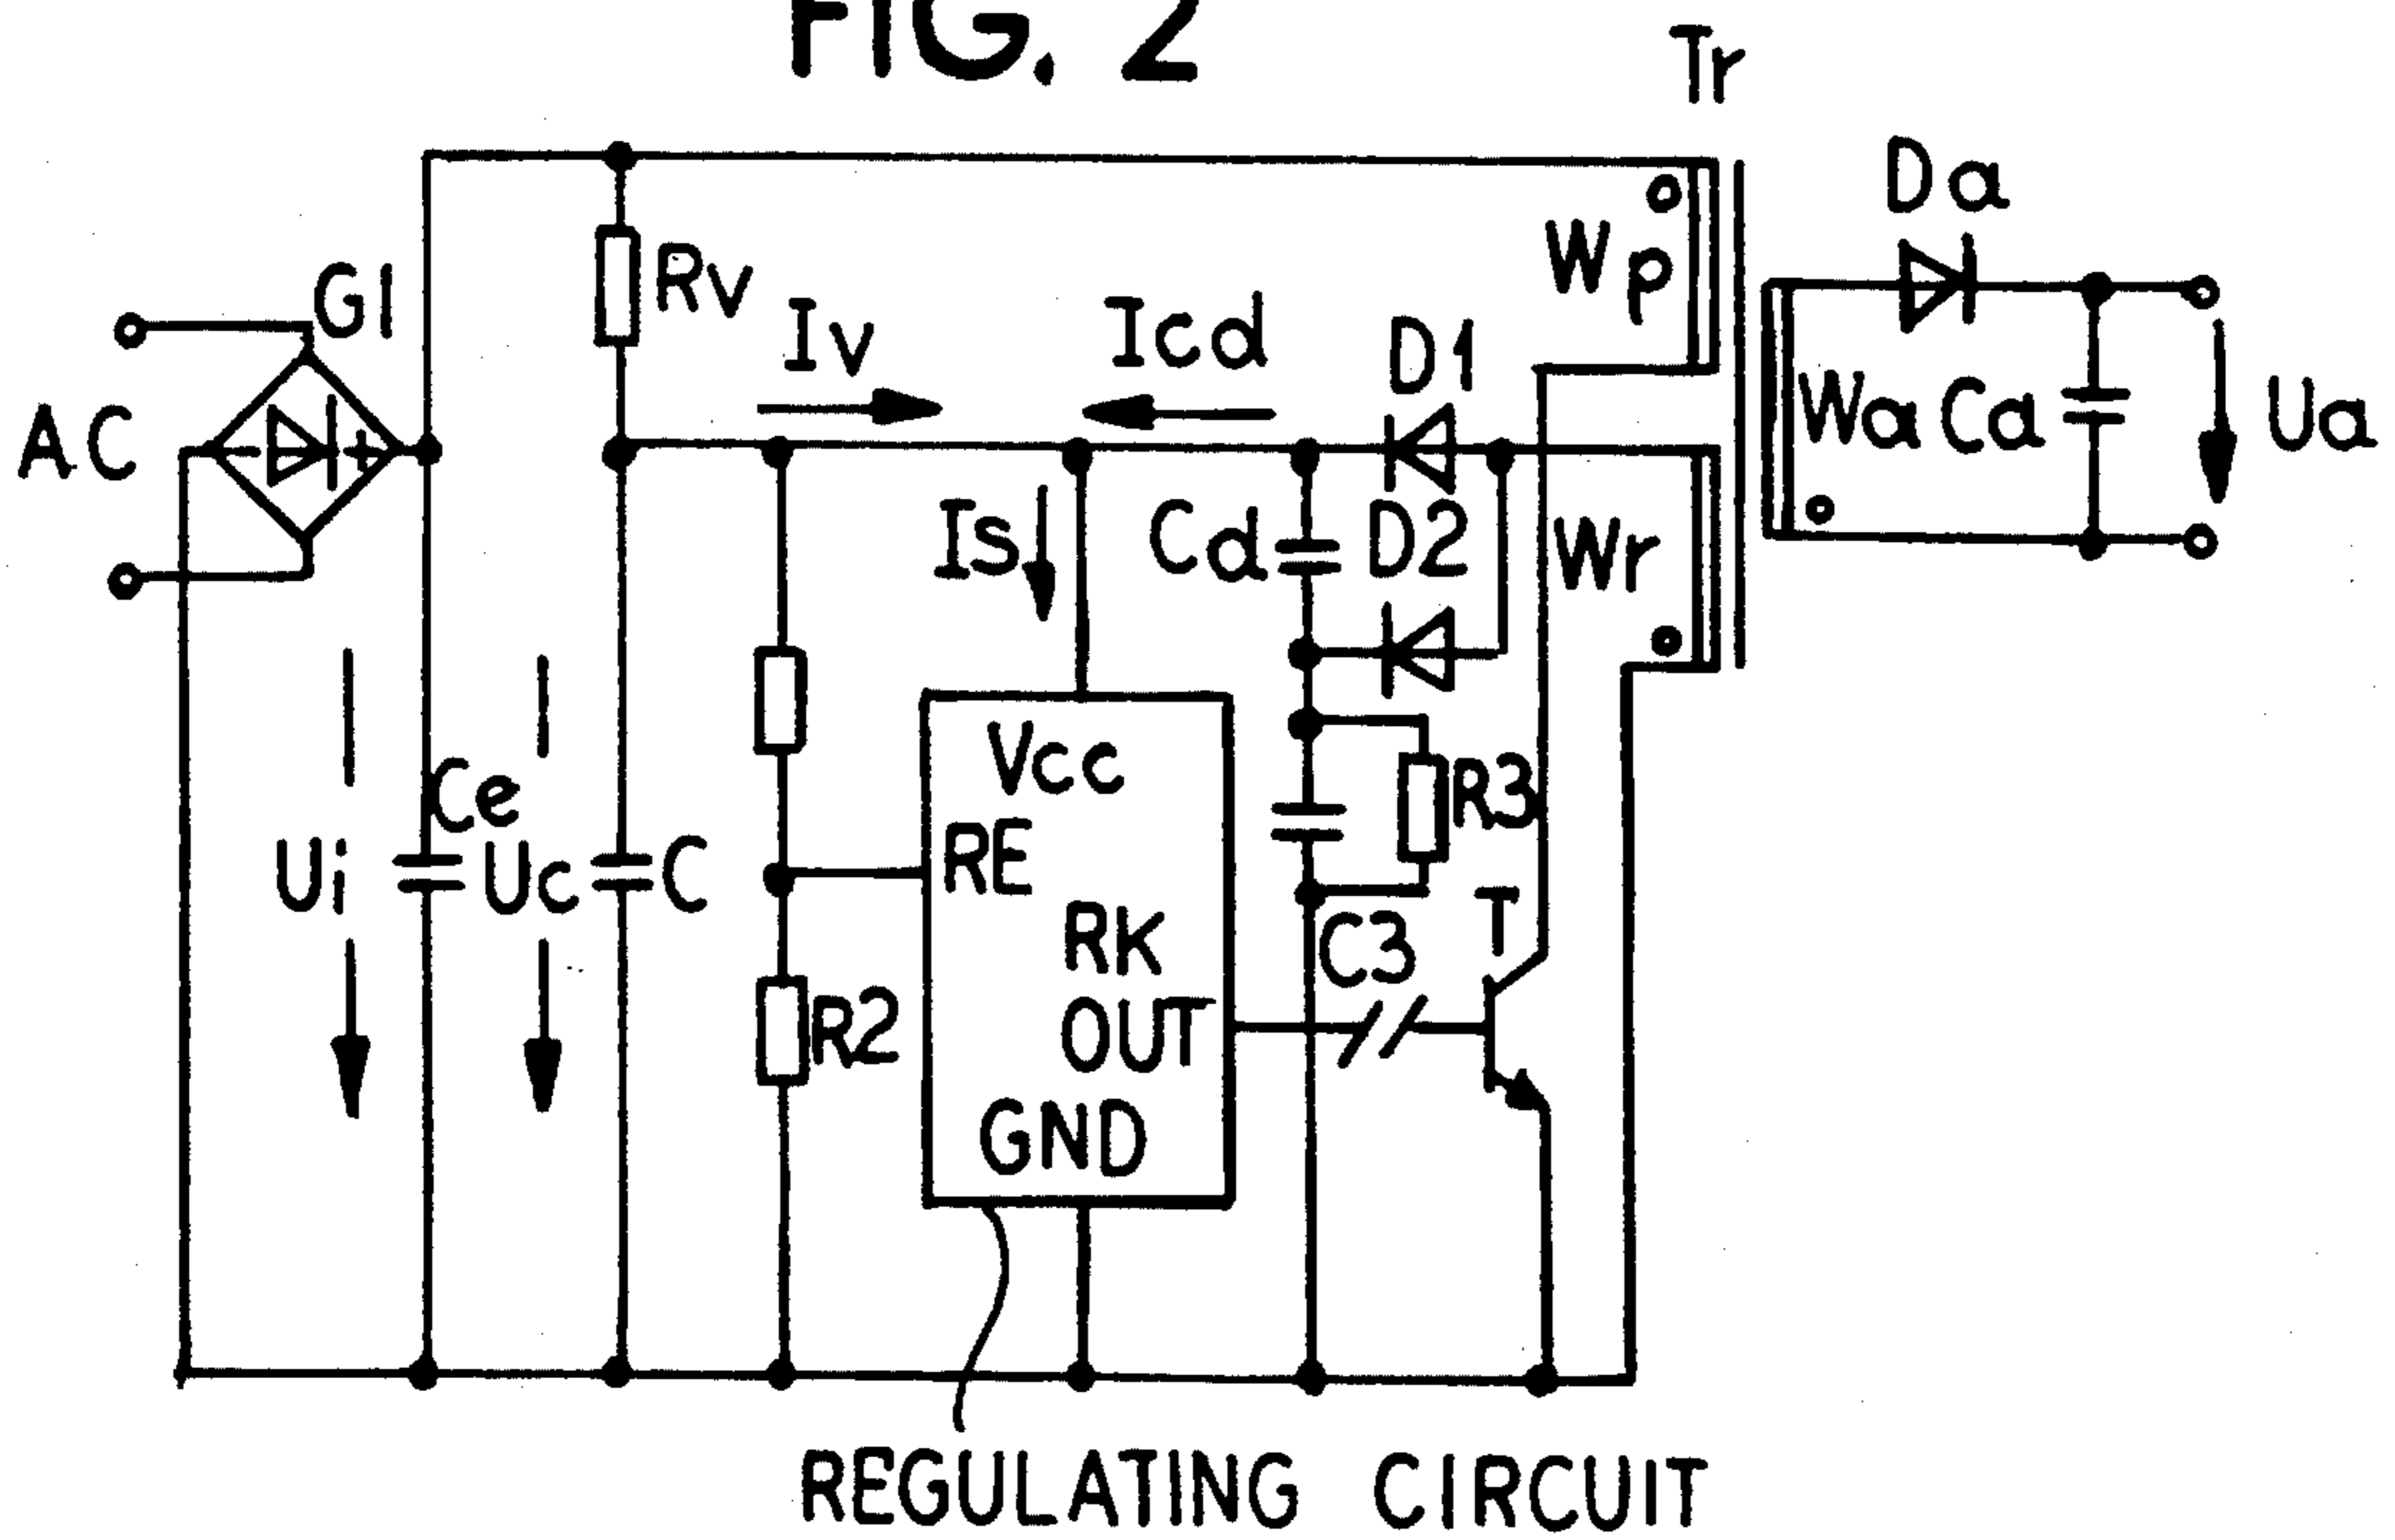 FIG. 2
Tr
Da
Wp
Gl
Rv
Iv
Icd
D1
AC
Wa
Ca
Ua
Is
Cd
D2
Wr
Vcc
Ce
R3
Ui
Uc
C
RE
RK
C3
T
R2
OUT
GND
REGULATING CIRCUIT